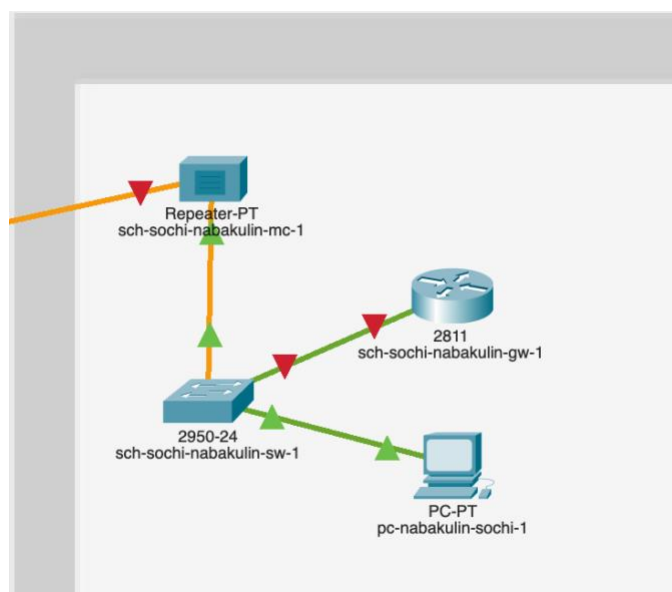 Repeater-PT
sch-sochi-nabakulin-mc-1
2811
sch-sochi-nabakulin-gw-1
2950-24
sch-sochi-nabakulin-sw-1
PC-PT
pc-nabakulin-sochi-1